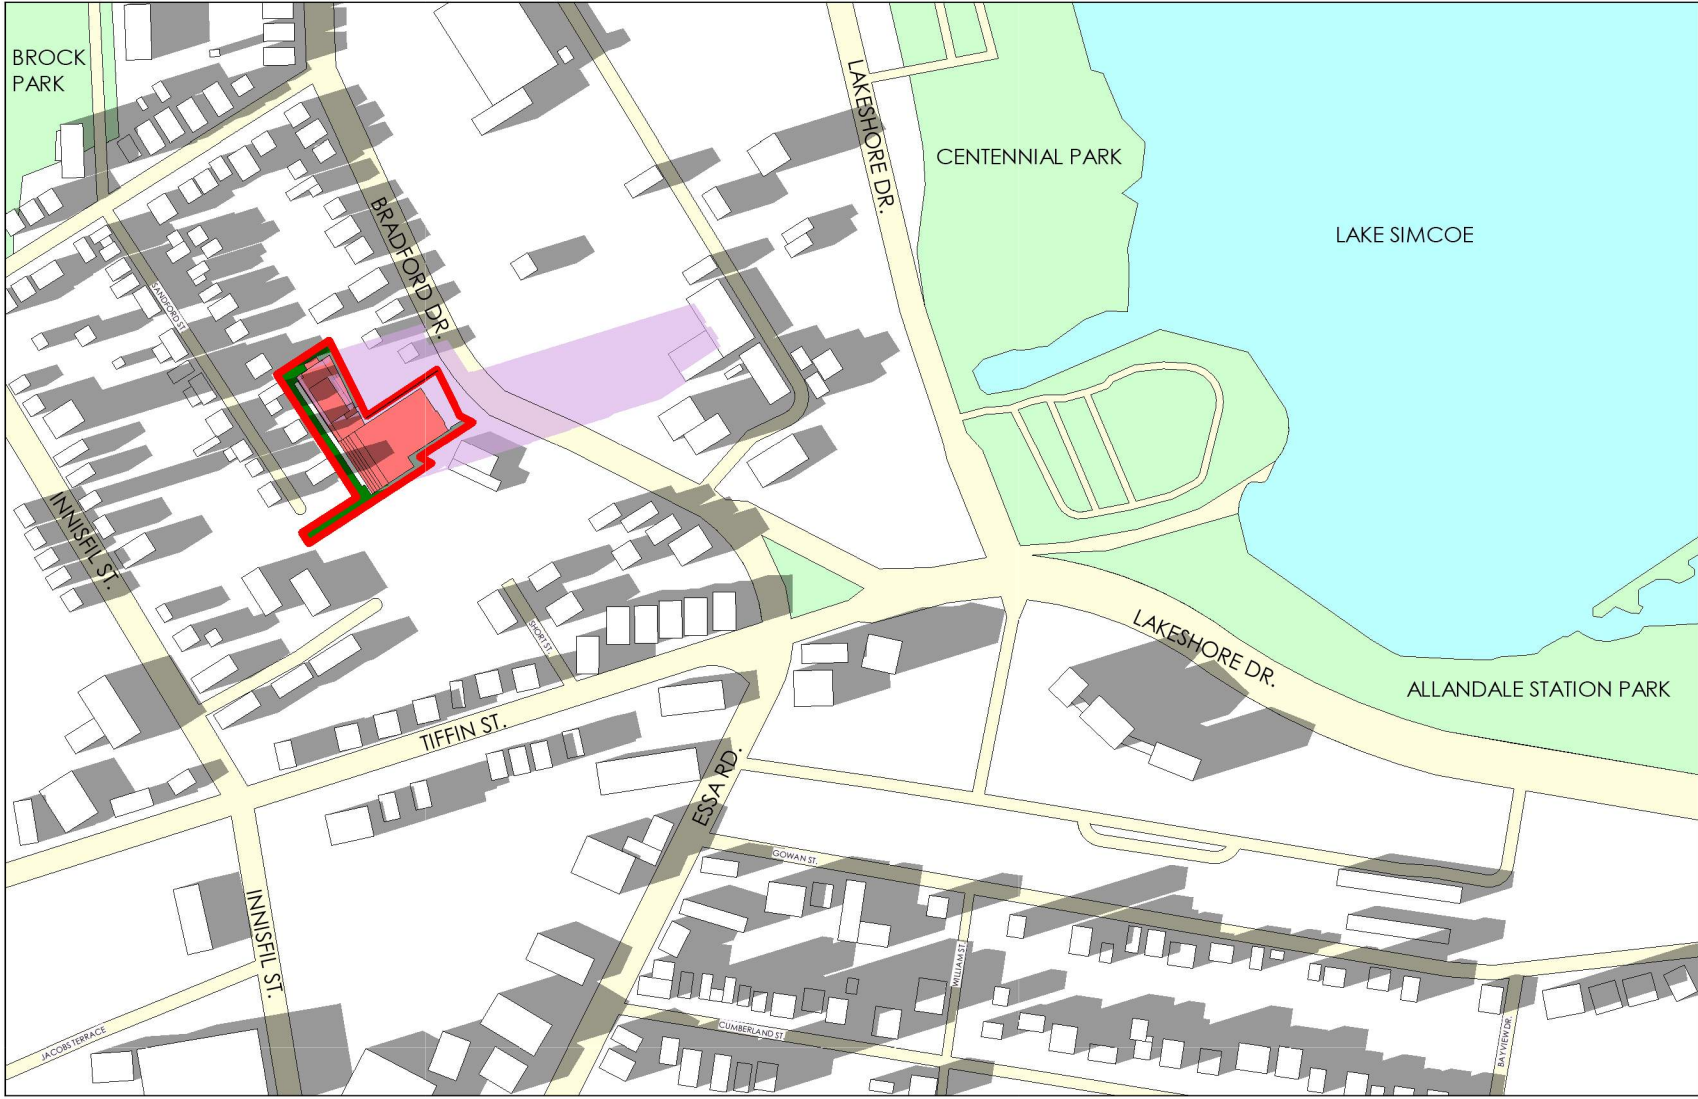 BROCK
PARK
LAKESHORE DR.
CENTENNIAL PARK
BRADFORD DR.
LAKE SIMCOE
SANDFORD ST.
INNISFIL ST.
SHORT ST.
LAKESHORE DR.
ALLANDALE STATION PARK
TIFFIN ST.
ESSA RD.
GOWAN ST.
INNISFIL ST.
WILLIAM ST.
CUMBERLAND ST.
JACOBS TERRACE
BAYVIEW DR.